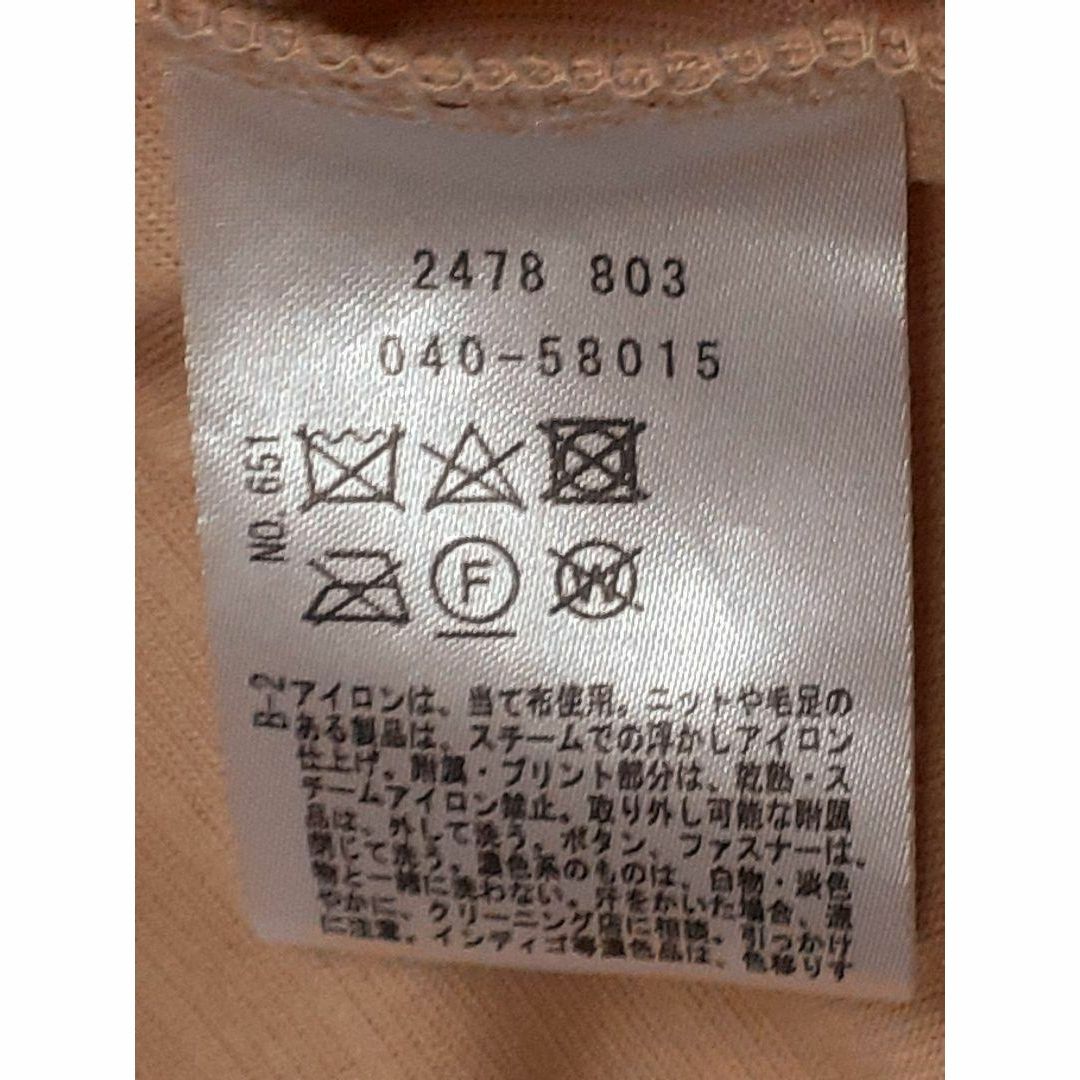 2478 803
040-58015
NO. 651
F
W
B-2
アイロンは、当て布使用。ニットや毛足の
ある製品は、スチームでの浮かしアイロン
仕上げ。附属・プリント部分は、乾熱・ス
チームアイロン禁止。取り外し可能な附属
品は、外して洗う。ボタン、ファスナーは、
閉じて洗う。濃色系のものは、白物・淡色
物と一緒に洗わない。汗をかいた場合、速
やかに、クリーニング店に相談。引っかけ
に注意。インディゴ等濃色品は、色移りす